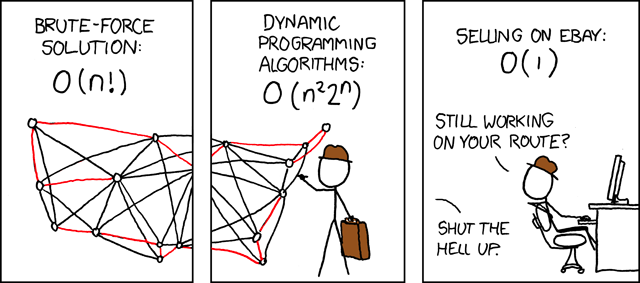 BRUTE-FORCE
SOLUTION:
O(n!)
DYNAMIC
PROGRAMMING
ALGORITHMS:
O(n²2ⁿ)
SELLING ON EBAY:
O(1)
STILL WORKING
ON YOUR ROUTE?
SHUT THE
HELL UP.